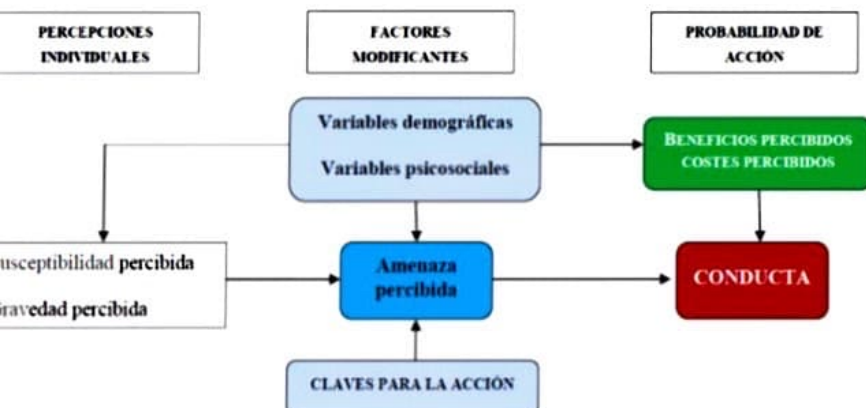 PERCEPCIONES
INDIVIDUALES
FACTORES
MODIFICANTES
PROBABILIDAD DE
ACCIÓN
Variables demográficas
Variables psicosociales
BENEFICIOS PERCIBIDOS
COSTES PERCIBIDOS
usceptibilidad percibida
ravedad percibida
Amenaza
percibida
CONDUCTA
CLAVES PARA LA ACCIÓN